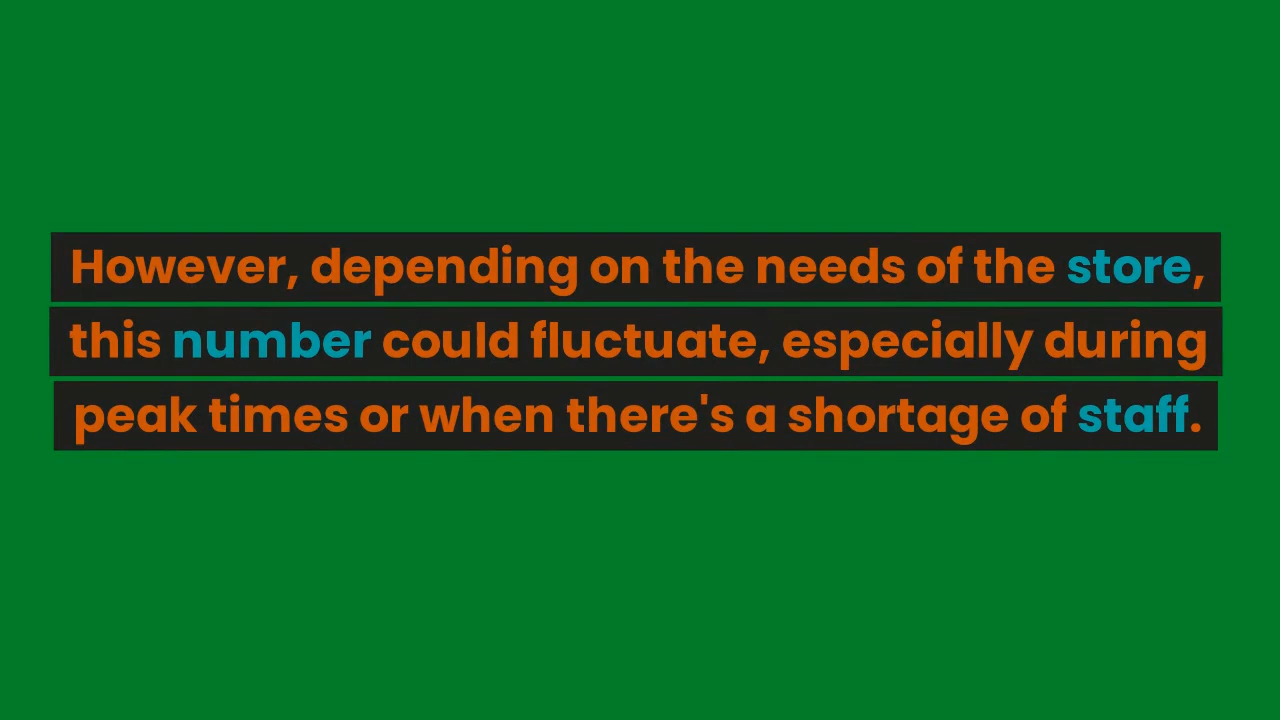 However, depending on the needs of the store,
this number could fluctuate, especially during
peak times or when there's a shortage of staff.